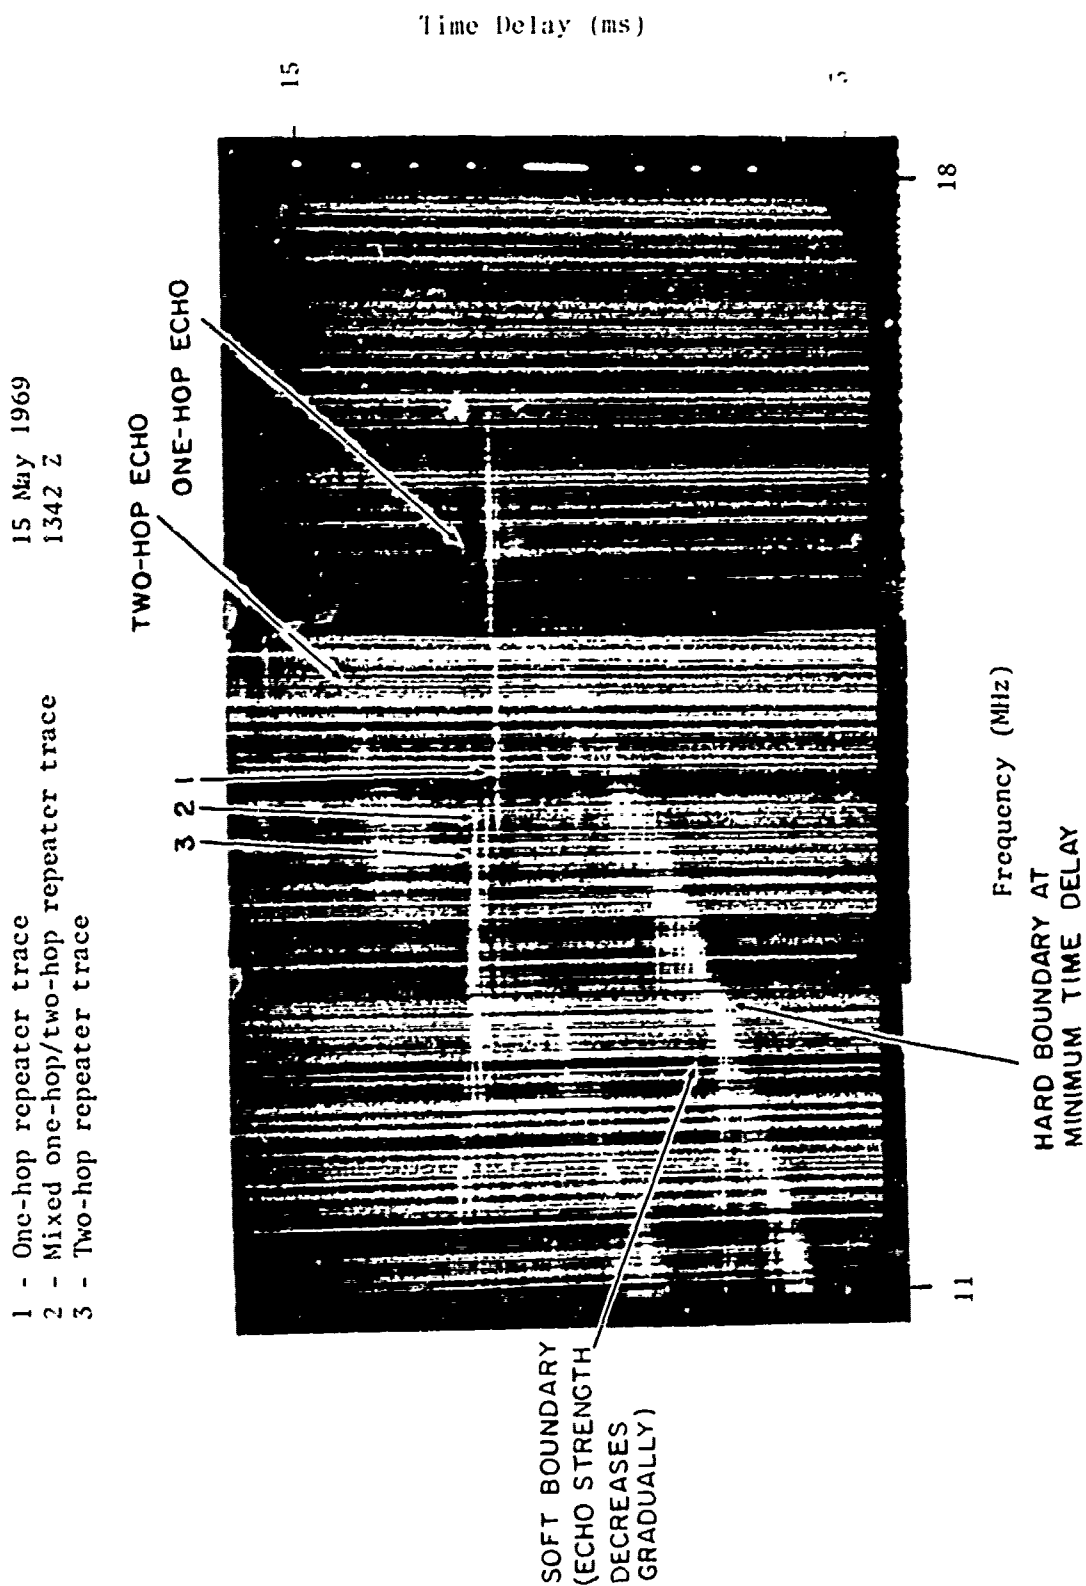 1 - One-hop repeater trace
2 - Mixed one-hop/two-hop repeater trace
3 - Two-hop repeater trace
15 May 1969
1342 Z
TWO-HOP ECHO
ONE-HOP ECHO
3
2
1
SOFT BOUNDARY
(ECHO STRENGTH
DECREASES
GRADUALLY)
Time Delay (ms)
15
11
18
Frequency (MHz)
HARD BOUNDARY AT
MINIMUM TIME DELAY